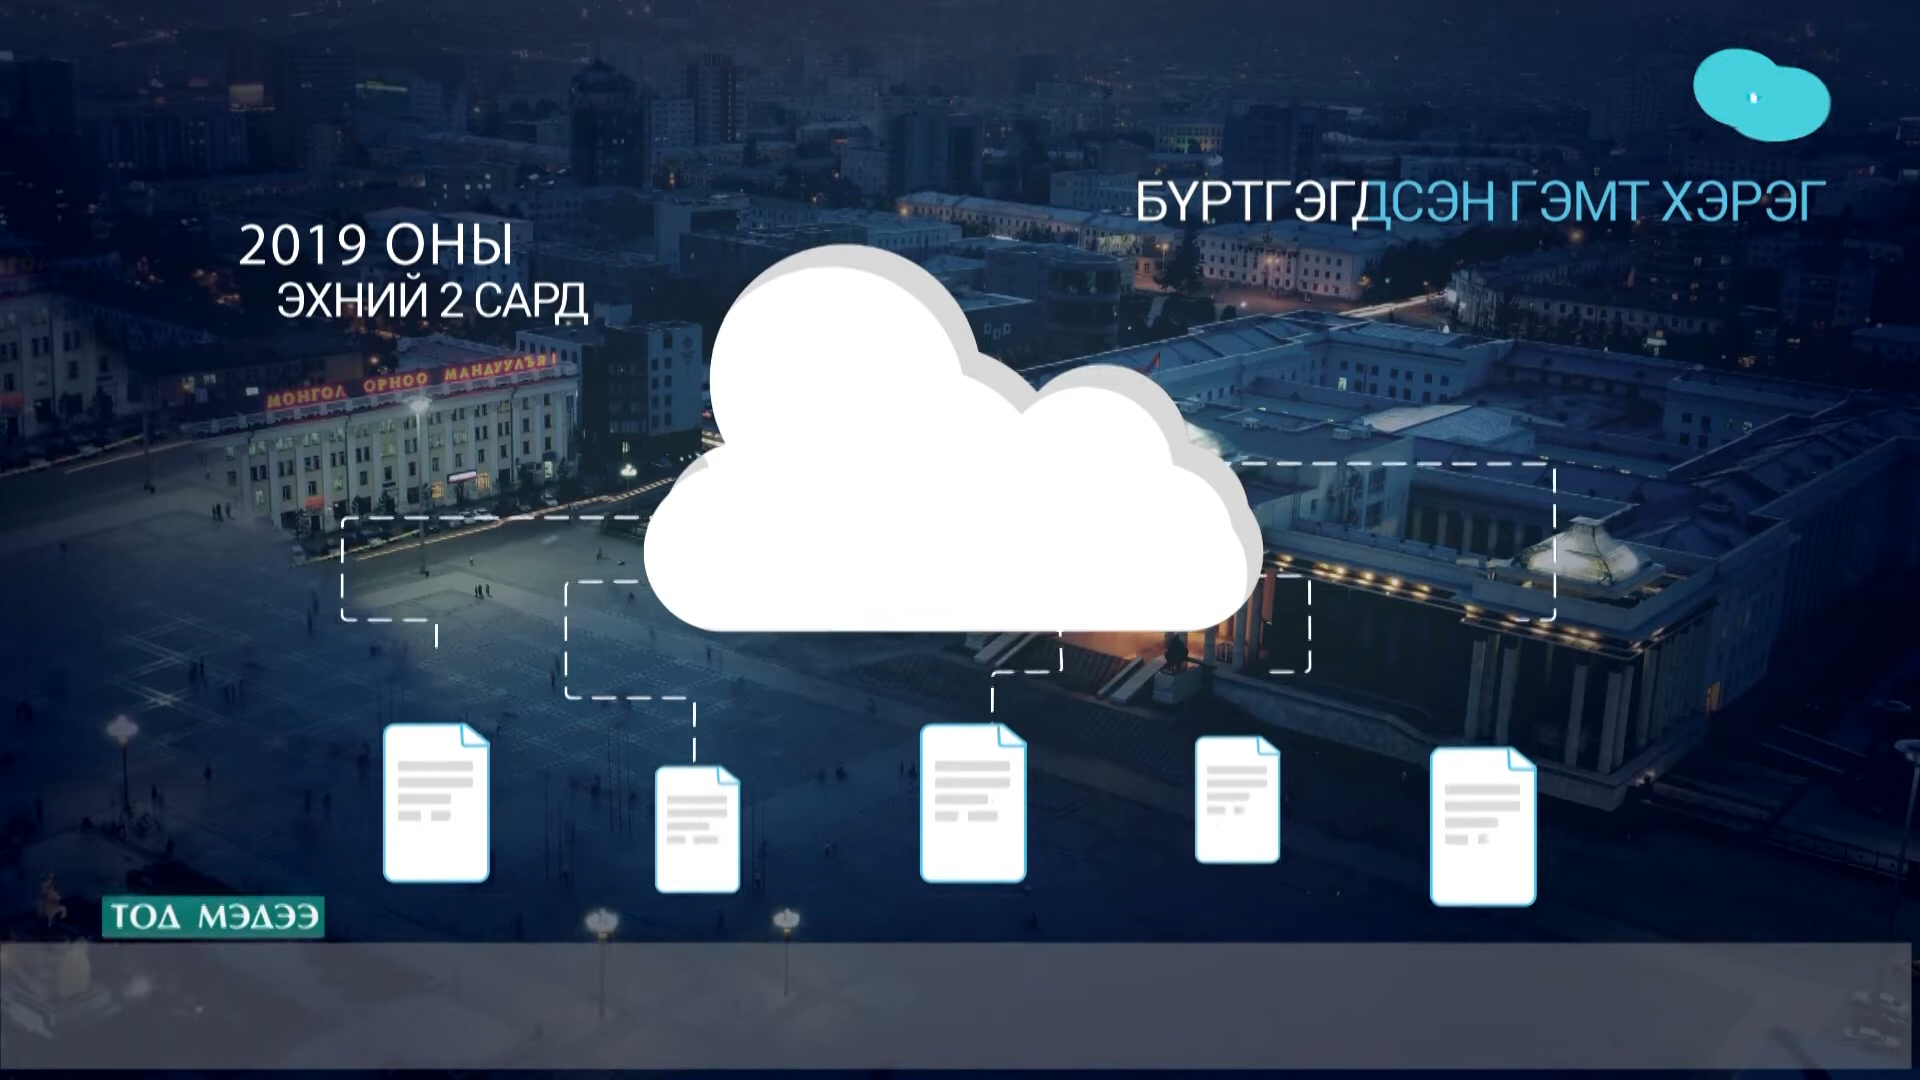 БҮРТГЭГДСЭН ГЭМТ ХЭРЭГ
2019 ОНЫ
ЭХНИЙ 2 САРД
МОНГОЛ ОРНОО МАНДУУЛЪЯ !
ТОД МЭДЭЭ